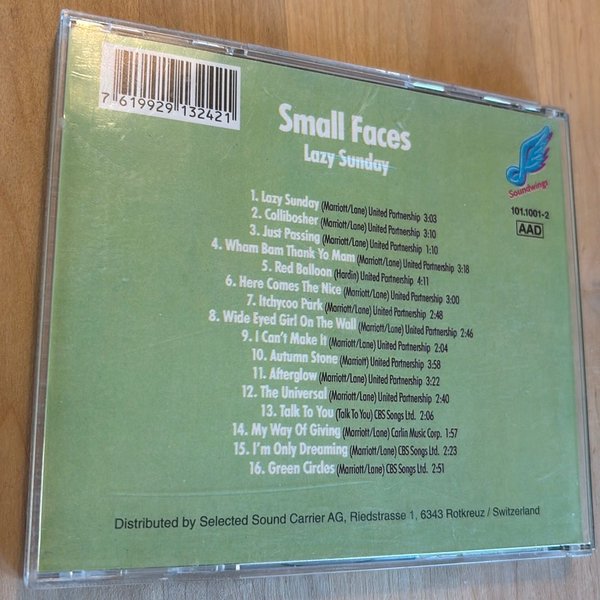 7 619929 132421
Small Faces
Lazy Sunday
Soundwings
101.1001-2
AAD
1. Lazy Sunday (Marriott/Lane) United Partnership 3:03
2. Collibosher (Marriott/Lane) United Partnership 3:10
3. Just Passing (Marriott/Lane) United Partnership 1:10
4. Wham Bam Thank Yo Mam (Marriott/Lane) United Partnership 3:18
5. Red Balloon (Hardin) United Partnership 4:11
6. Here Comes The Nice (Marriott/Lane) United Partnership 3:00
7. Itchycoo Park (Marriott/Lane) United Partnership 2:48
8. Wide Eyed Girl On The Wall (Marriott/Lane) United Partnership 2:46
9. I Can't Make It (Marriott/Lane) United Partnership 2:04
10. Autumn Stone (Marriott) United Partnership 3:58
11. Afterglow (Marriott/Lane) United Partnership 3:22
12. The Universal (Marriott/Lane) United Partnership 2:40
13. Talk To You (Talk To You) CBS Songs Ltd. 2:06
14. My Way Of Giving (Marriott/Lane) Carlin Music Corp. 1:57
15. I'm Only Dreaming (Marriott/Lane) CBS Songs Ltd. 2:23
16. Green Circlos (Marriott/Lane) CBS Songs Ltd. 2:51
Distributed by Selected Sound Carrier AG, Riedstrasse 1, 6343 Rotkreuz / Switzerland